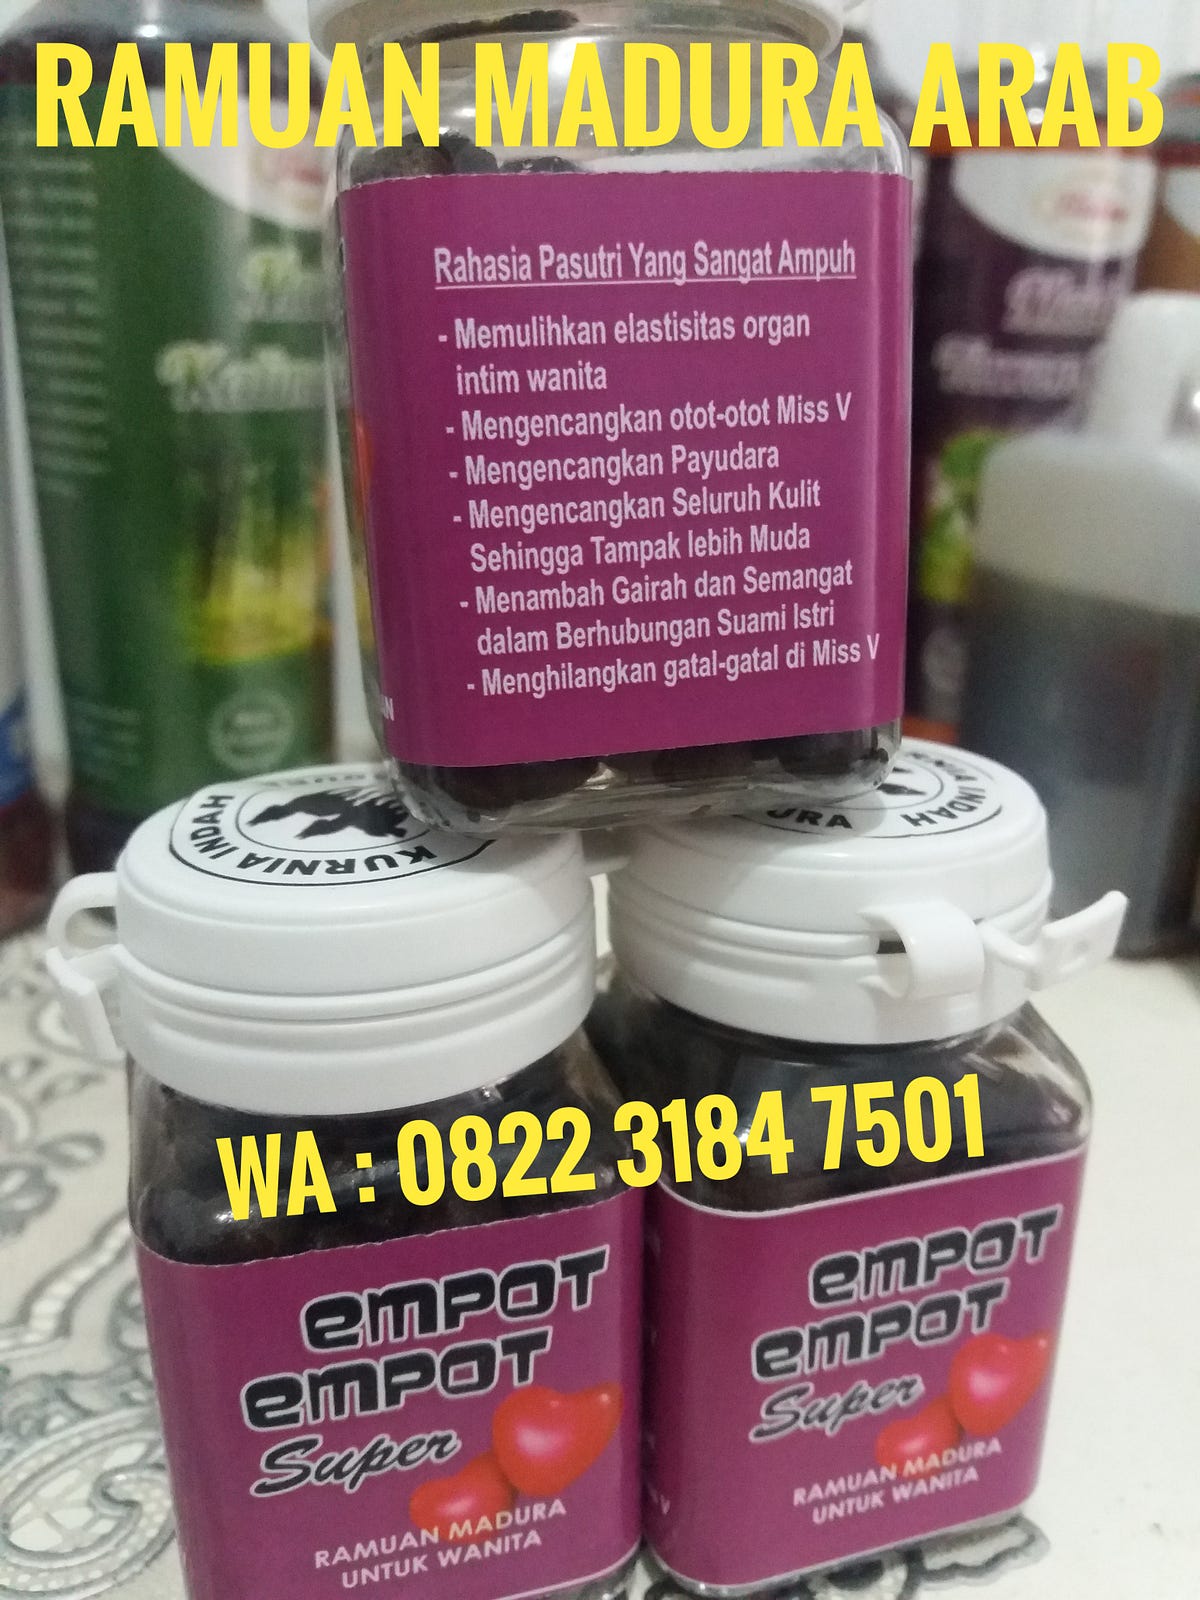 RAMUAN MADURA ARAB
Rahasia Pasutri Yang Sangat Ampuh
- Memulihkan elastisitas organ
intim wanita
- Mengencangkan otot-otot Miss V
- Mengencangkan Payudara
- Mengencangkan Seluruh Kulit
Sehingga Tampak lebih Muda
- Menambah Gairah dan Semangat
dalam Berhubungan Suami Istri
- Menghilangkan gatal-gatal di Miss V
KURNIA INDAH
URA
INDAH
WA : 0822 3184 7501
EMPOT
EMPOT
Super
RAMUAN MADURA
UNTUK WANITA
EMPOT
EMPOT
Super
RAMUAN MADURA
UNTUK WANITA